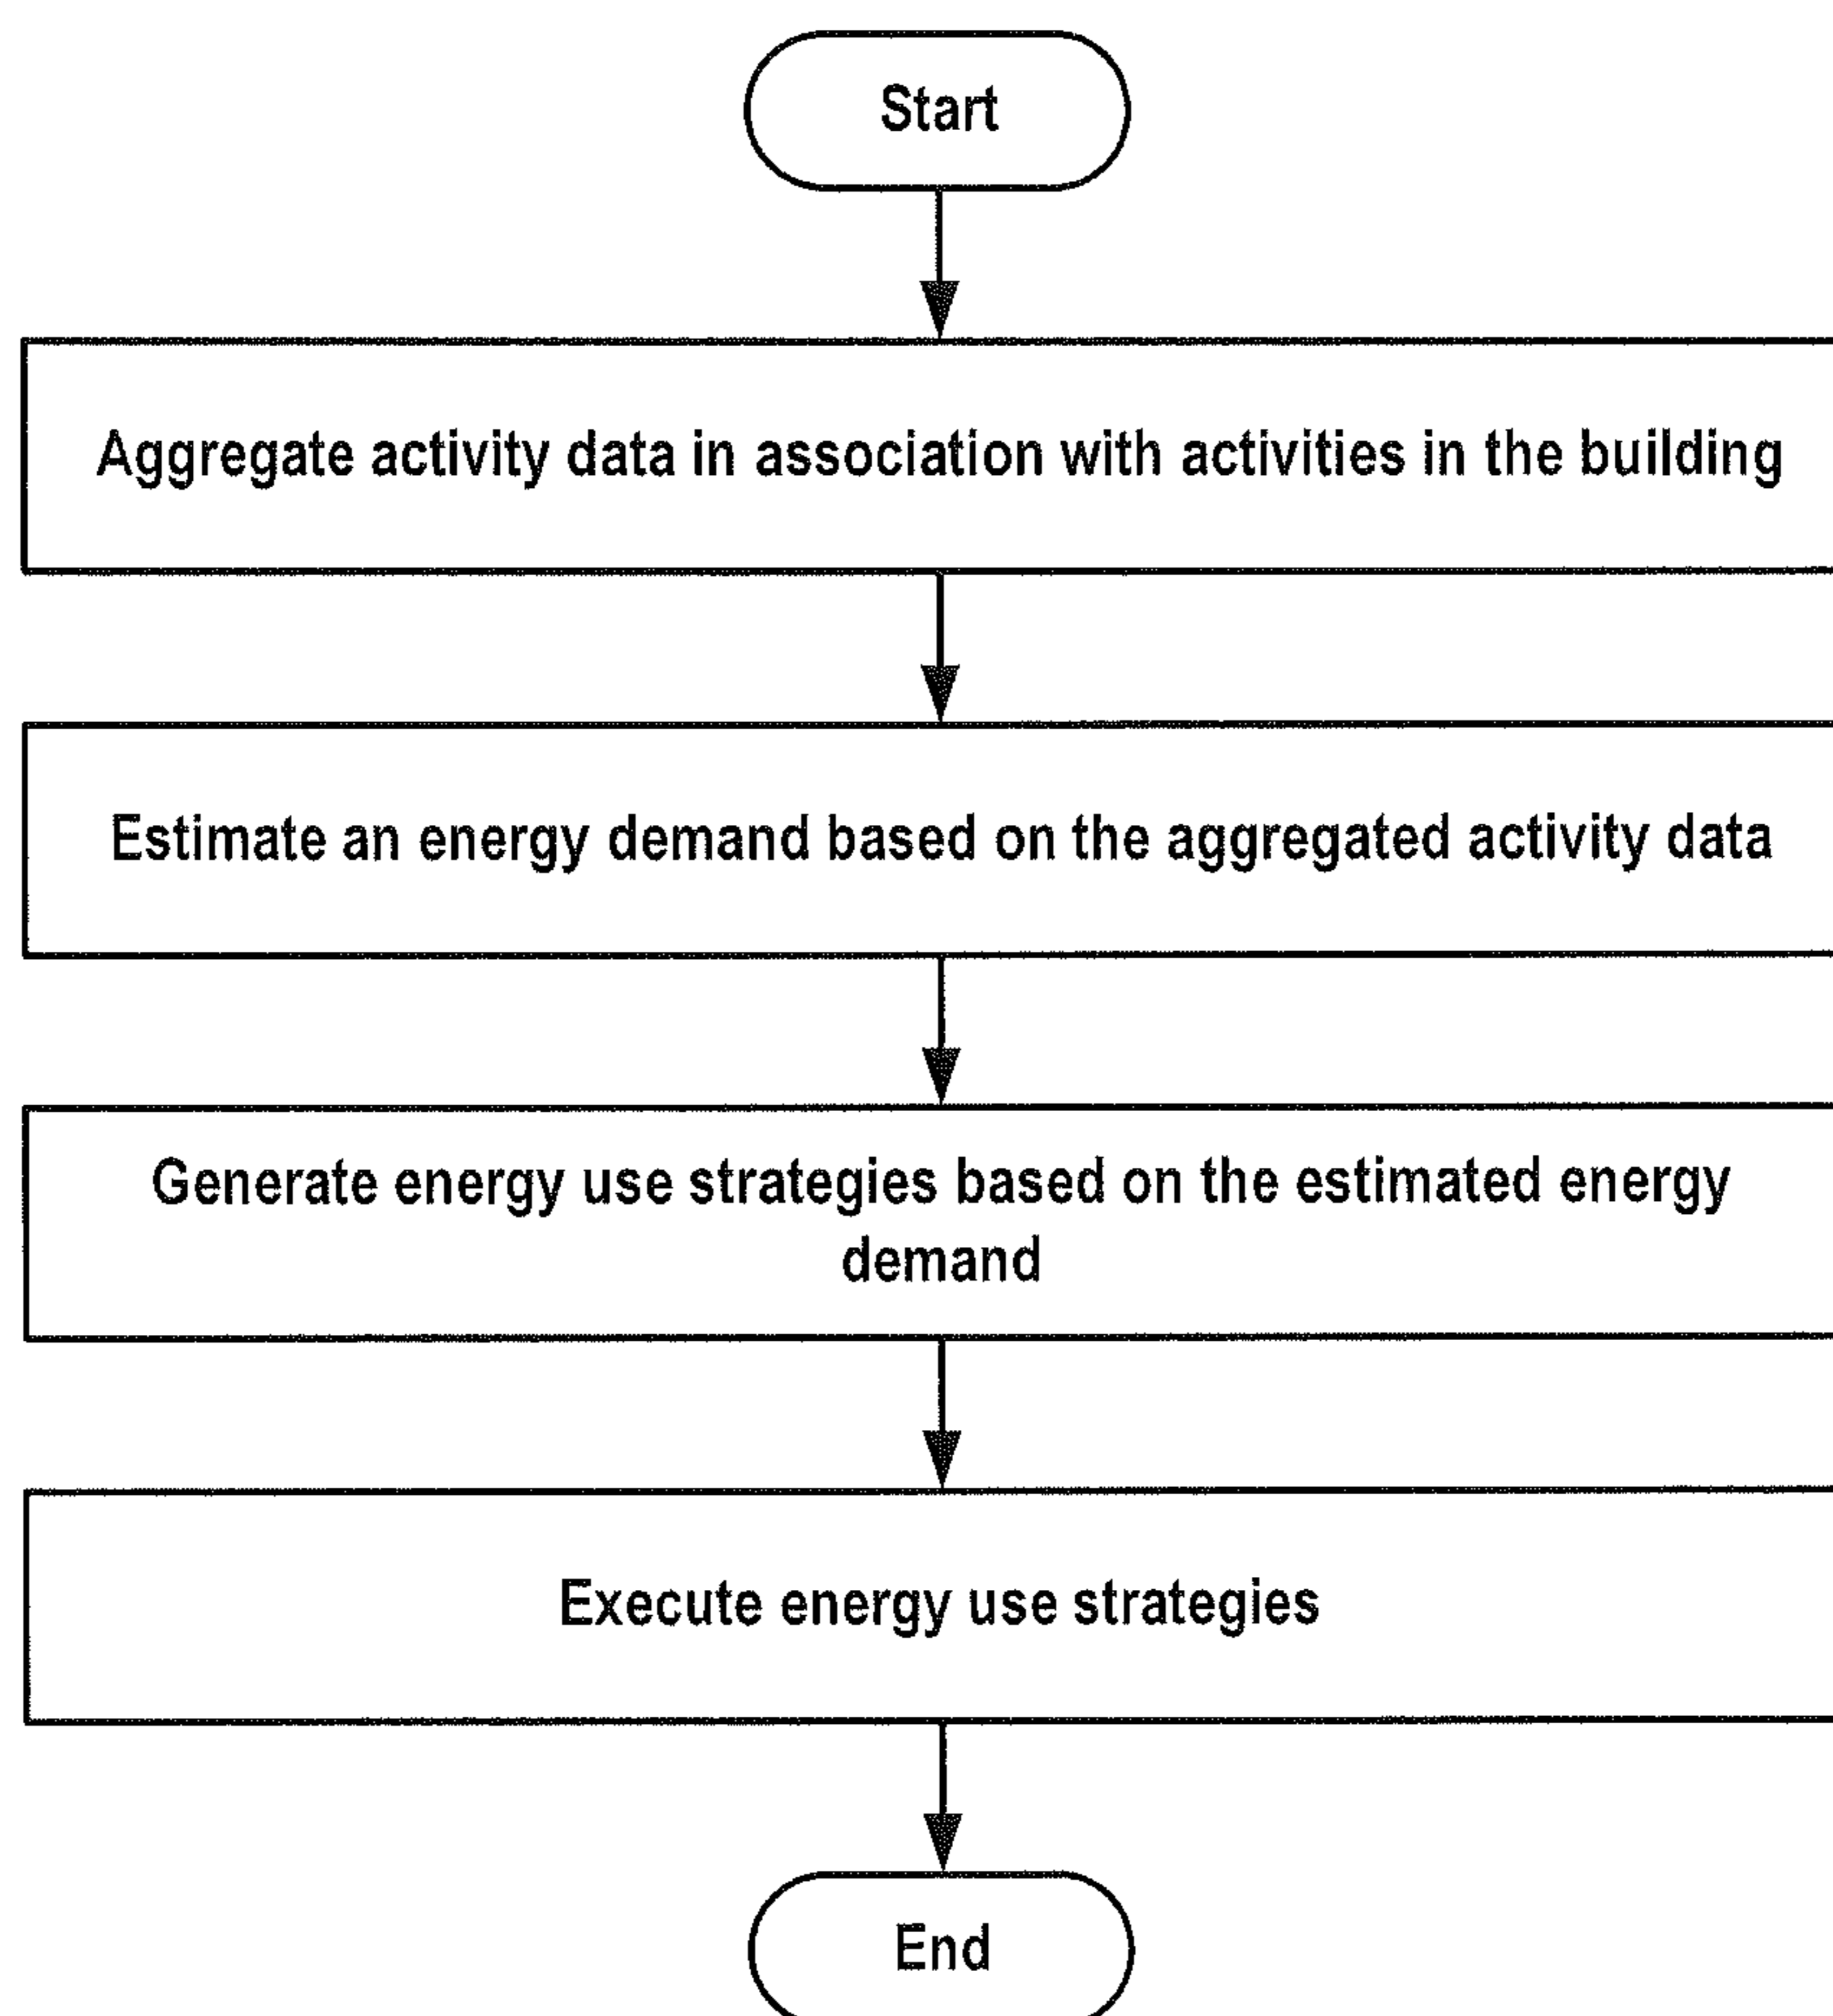 Start
Aggregate activity data in association with activities in the building
Estimate an energy demand based on the aggregated activity data
Generate energy use strategies based on the estimated energy
demand
Execute energy use strategies
End